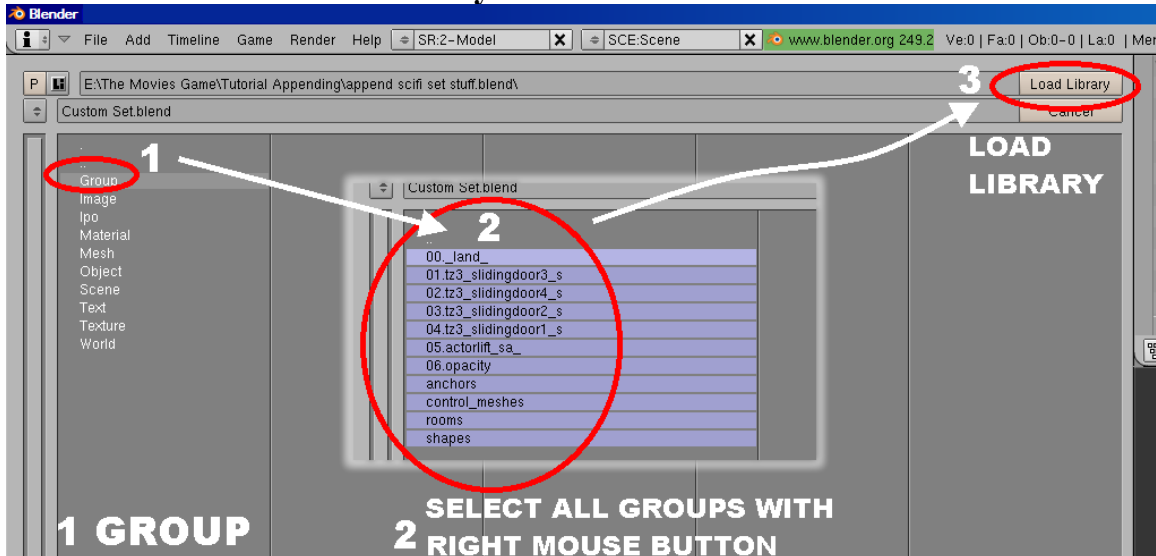 Blender
File Add Timeline Game Render Help SR:2-Model X SCE:Scene X www.blender.org 249.2 Ve:0 | Fa:0 | Ob:0-0 | La:0 | Mer
P E:\The Movies Game\Tutorial Appending\append scifi set stuff.blend\ 3 Load Library
Custom Set.blend Cancel
.
..
1
Group
Image
Ipo
Material
Mesh
Object
Scene
Text
Texture
World
Custom Set.blend
2
..
00._land_
01.tz3_slidingdoor3_s
02.tz3_slidingdoor4_s
03.tz3_slidingdoor2_s
04.tz3_slidingdoor1_s
05.actorlift_sa_
06.opacity
anchors
control_meshes
rooms
shapes
LOAD
LIBRARY
1 GROUP
2 SELECT ALL GROUPS WITH
RIGHT MOUSE BUTTON